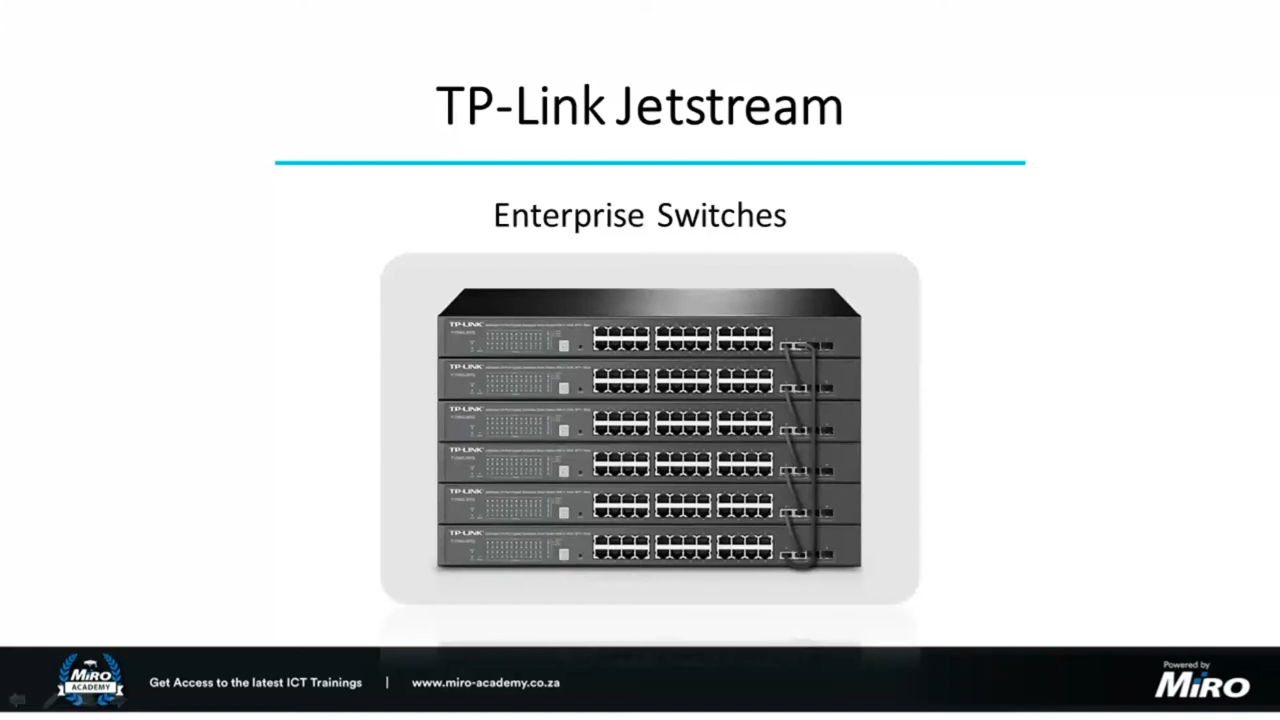 TP-Link Jetstream
Enterprise Switches
TP-LINK
TP-LINK
TP-LINK
TP-LINK
TP-LINK
TP-LINK
MiRO
ACADEMY
Get Access to the latest ICT Trainings | www.miro-academy.co.za
Powered by
MiRO